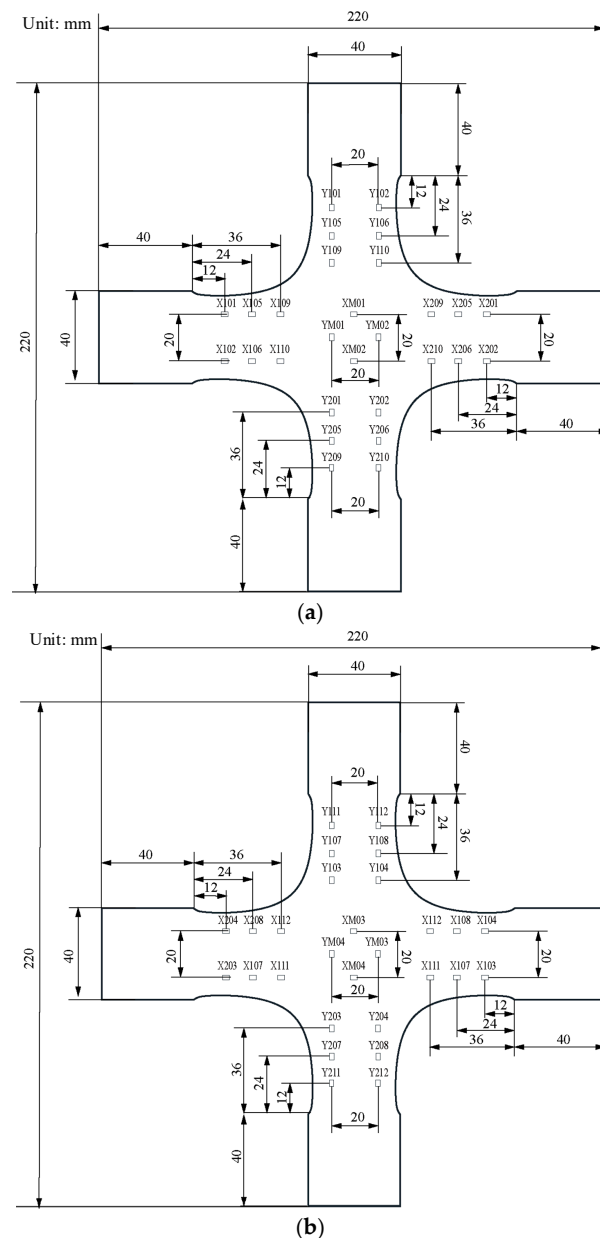 Unit: mm
220
40
40
20
Y101 Y102
12
24
36
Y105 Y106
Y109 Y110
40
36
24
12
X101 X105 X109
XM01
X209 X205 X201
220
40
20
YM01 YM02
20
20
X102 X106 X110
XM02
X210 X206 X202
20
12
24
36
40
Y201 Y202
Y205 Y206
Y209 Y210
36
24
12
20
40
(a)
Unit: mm
220
40
40
20
Y111 Y112
12
24
36
Y107 Y108
Y103 Y104
40
36
24
12
X204 X208 X112
XM03
X112 X108 X104
220
40
20
YM04 YM03
20
20
X203 X107 X111
XM04
X111 X107 X103
20
12
24
36
40
Y203 Y204
Y207 Y208
Y211 Y212
36
24
12
20
40
(b)